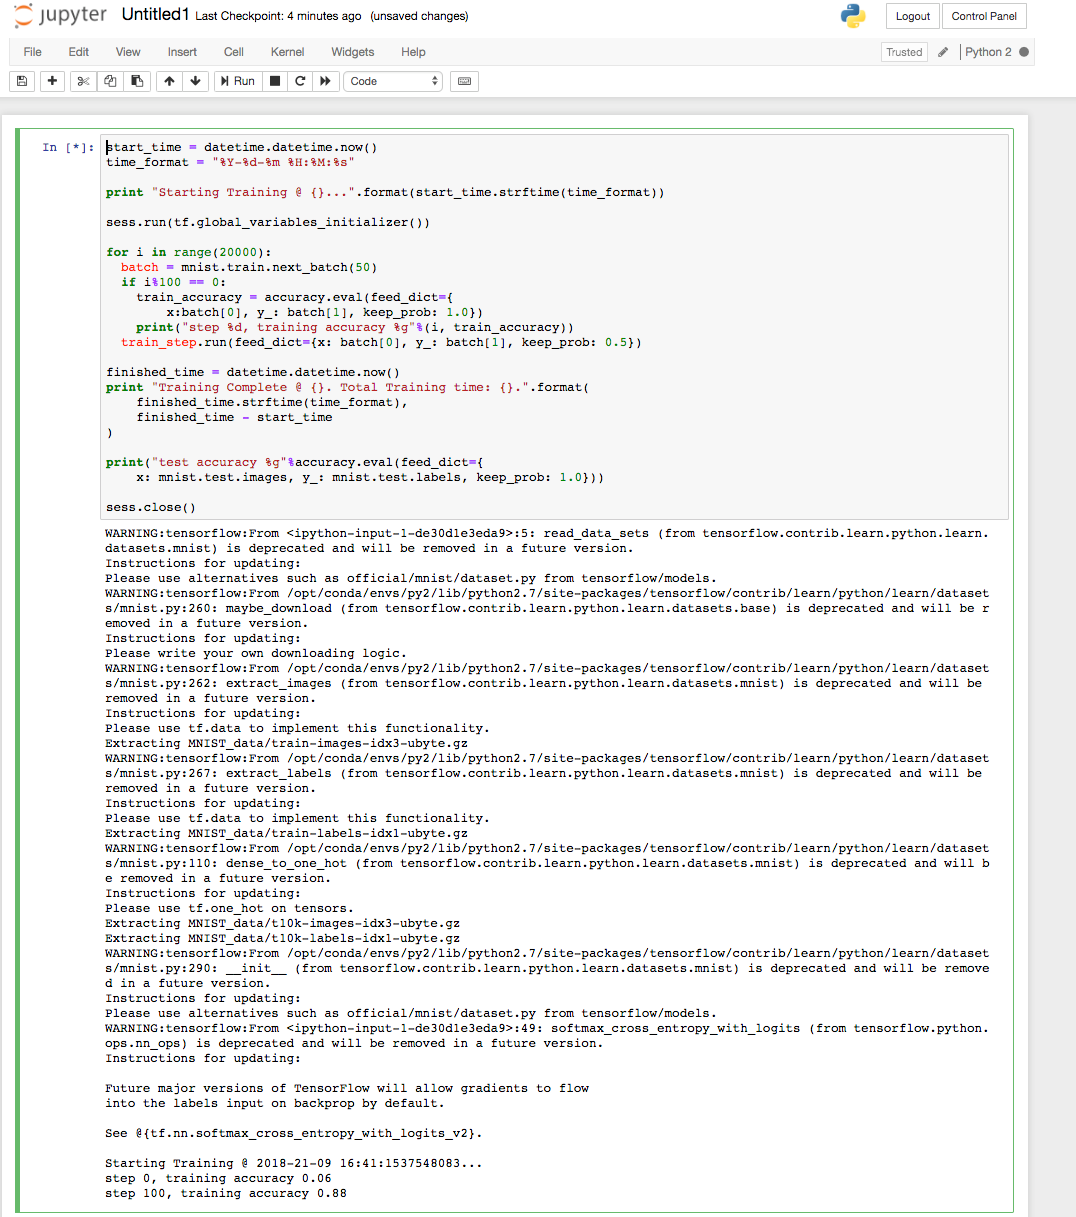 jupyter Untitled1 Last Checkpoint: 4 minutes ago (unsaved changes) Logout Control Panel
File Edit View Insert Cell Kernel Widgets Help Trusted Python 2
Run Code
In [*]: start_time = datetime.datetime.now()
time_format = "%Y-%d-%m %H:%M:%s"
print "Starting Training @ {}...".format(start_time.strftime(time_format))
sess.run(tf.global_variables_initializer())
for i in range(20000):
batch = mnist.train.next_batch(50)
if i%100 == 0:
train_accuracy = accuracy.eval(feed_dict={
x:batch[0], y_: batch[1], keep_prob: 1.0})
print("step %d, training accuracy %g"%(i, train_accuracy))
train_step.run(feed_dict={x: batch[0], y_: batch[1], keep_prob: 0.5})
finished_time = datetime.datetime.now()
print "Training Complete @ {}. Total Training time: {}.".format(
finished_time.strftime(time_format),
finished_time - start_time
)
print("test accuracy %g"%accuracy.eval(feed_dict={
x: mnist.test.images, y_: mnist.test.labels, keep_prob: 1.0}))
sess.close()
WARNING:tensorflow:From <ipython-input-1-de30d1e3eda9>:5: read_data_sets (from tensorflow.contrib.learn.python.learn.
datasets.mnist) is deprecated and will be removed in a future version.
Instructions for updating:
Please use alternatives such as official/mnist/dataset.py from tensorflow/models.
WARNING:tensorflow:From /opt/conda/envs/py2/lib/python2.7/site-packages/tensorflow/contrib/learn/python/learn/dataset
s/mnist.py:260: maybe_download (from tensorflow.contrib.learn.python.learn.datasets.base) is deprecated and will be r
emoved in a future version.
Instructions for updating:
Please write your own downloading logic.
WARNING:tensorflow:From /opt/conda/envs/py2/lib/python2.7/site-packages/tensorflow/contrib/learn/python/learn/dataset
s/mnist.py:262: extract_images (from tensorflow.contrib.learn.python.learn.datasets.mnist) is deprecated and will be
removed in a future version.
Instructions for updating:
Please use tf.data to implement this functionality.
Extracting MNIST_data/train-images-idx3-ubyte.gz
WARNING:tensorflow:From /opt/conda/envs/py2/lib/python2.7/site-packages/tensorflow/contrib/learn/python/learn/dataset
s/mnist.py:267: extract_labels (from tensorflow.contrib.learn.python.learn.datasets.mnist) is deprecated and will be
removed in a future version.
Instructions for updating:
Please use tf.data to implement this functionality.
Extracting MNIST_data/train-labels-idx1-ubyte.gz
WARNING:tensorflow:From /opt/conda/envs/py2/lib/python2.7/site-packages/tensorflow/contrib/learn/python/learn/dataset
s/mnist.py:110: dense_to_one_hot (from tensorflow.contrib.learn.python.learn.datasets.mnist) is deprecated and will b
e removed in a future version.
Instructions for updating:
Please use tf.one_hot on tensors.
Extracting MNIST_data/t10k-images-idx3-ubyte.gz
Extracting MNIST_data/t10k-labels-idx1-ubyte.gz
WARNING:tensorflow:From /opt/conda/envs/py2/lib/python2.7/site-packages/tensorflow/contrib/learn/python/learn/dataset
s/mnist.py:290: __init__ (from tensorflow.contrib.learn.python.learn.datasets.mnist) is deprecated and will be remove
d in a future version.
Instructions for updating:
Please use alternatives such as official/mnist/dataset.py from tensorflow/models.
WARNING:tensorflow:From <ipython-input-1-de30d1e3eda9>:49: softmax_cross_entropy_with_logits (from tensorflow.python.
ops.nn_ops) is deprecated and will be removed in a future version.
Instructions for updating:
Future major versions of TensorFlow will allow gradients to flow
into the labels input on backprop by default.
See @{tf.nn.softmax_cross_entropy_with_logits_v2}.
Starting Training @ 2018-21-09 16:41:1537548083...
step 0, training accuracy 0.06
step 100, training accuracy 0.88